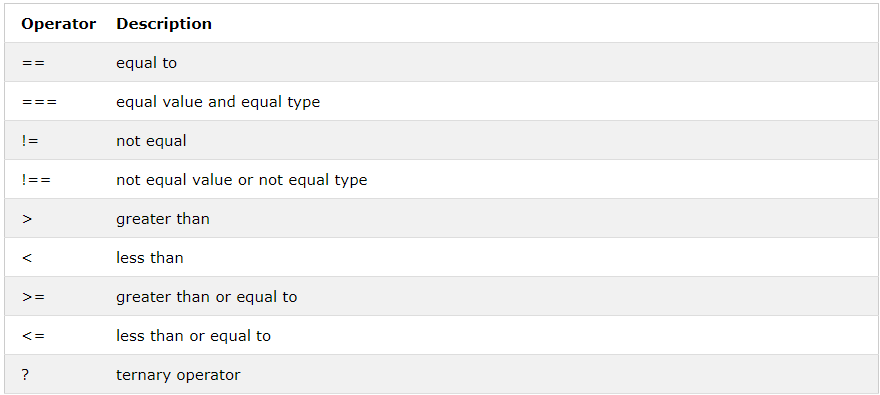 Operator Description
== equal to
=== equal value and equal type
!= not equal
!== not equal value or not equal type
> greater than
< less than
>= greater than or equal to
<= less than or equal to
? ternary operator